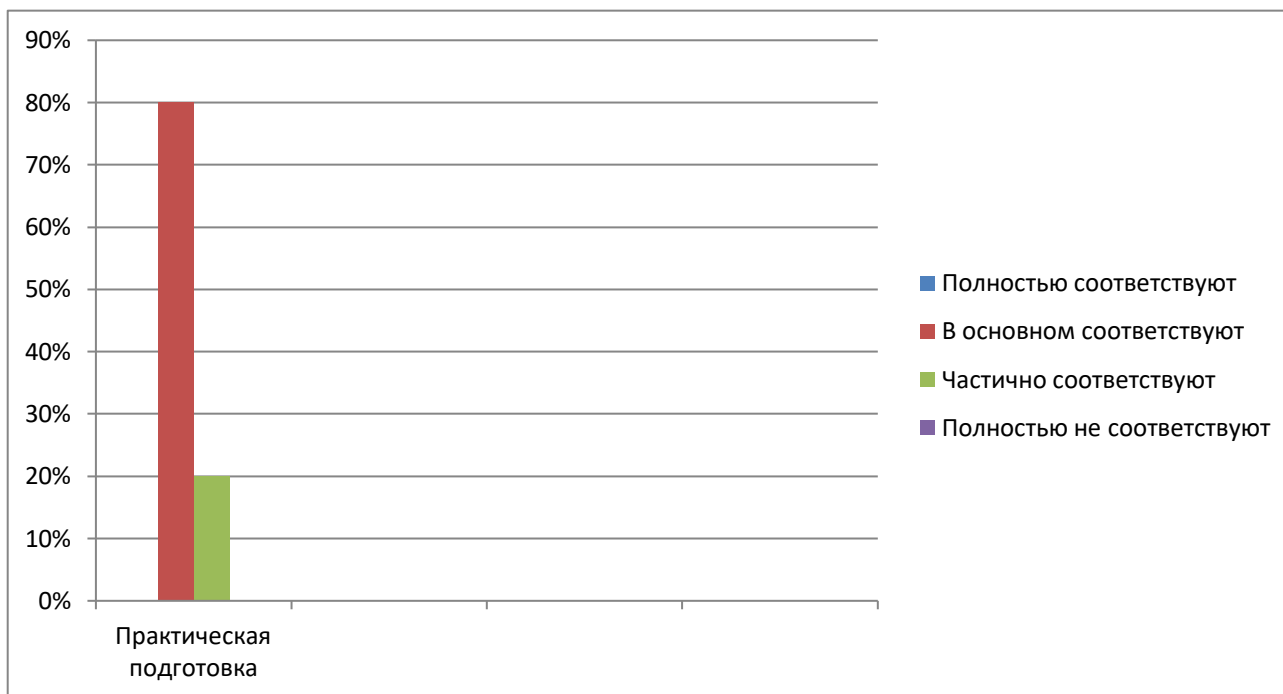 90%
80%
70%
60%
50%
40%
30%
20%
10%
0%
Практическая
подготовка
Полностью соответствуют
В основном соответствуют
Частично соответствуют
Полностью не соответствуют